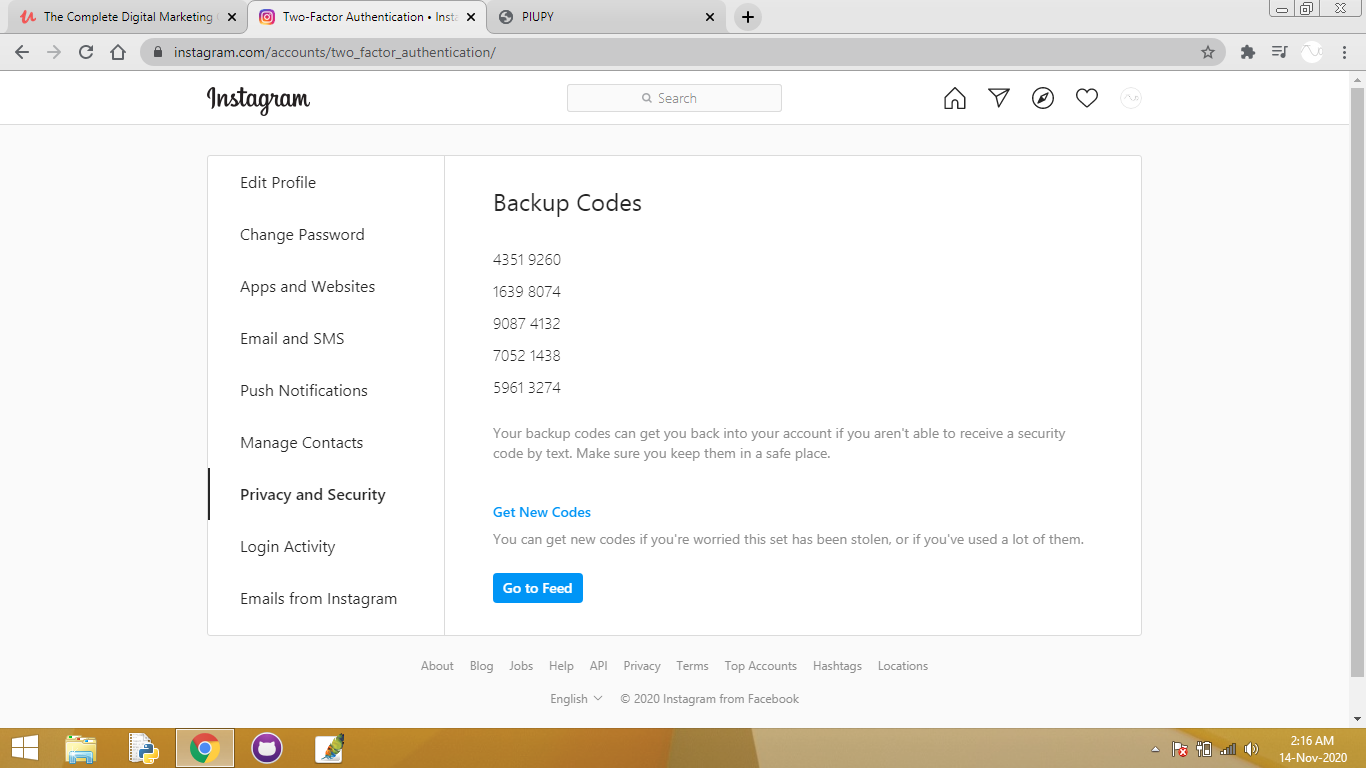 The Complete Digital Marketing
Two-Factor Authentication • Inst
PIUPY
instagram.com/accounts/two_factor_authentication/
Instagram
Search
Edit Profile
Change Password
Apps and Websites
Email and SMS
Push Notifications
Manage Contacts
Privacy and Security
Login Activity
Emails from Instagram
Backup Codes
4351 9260
1639 8074
9087 4132
7052 1438
5961 3274
Your backup codes can get you back into your account if you aren't able to receive a security
code by text. Make sure you keep them in a safe place.
Get New Codes
You can get new codes if you're worried this set has been stolen, or if you've used a lot of them.
Go to Feed
About Blog Jobs Help API Privacy Terms Top Accounts Hashtags Locations
English © 2020 Instagram from Facebook
2:16 AM
14-Nov-2020